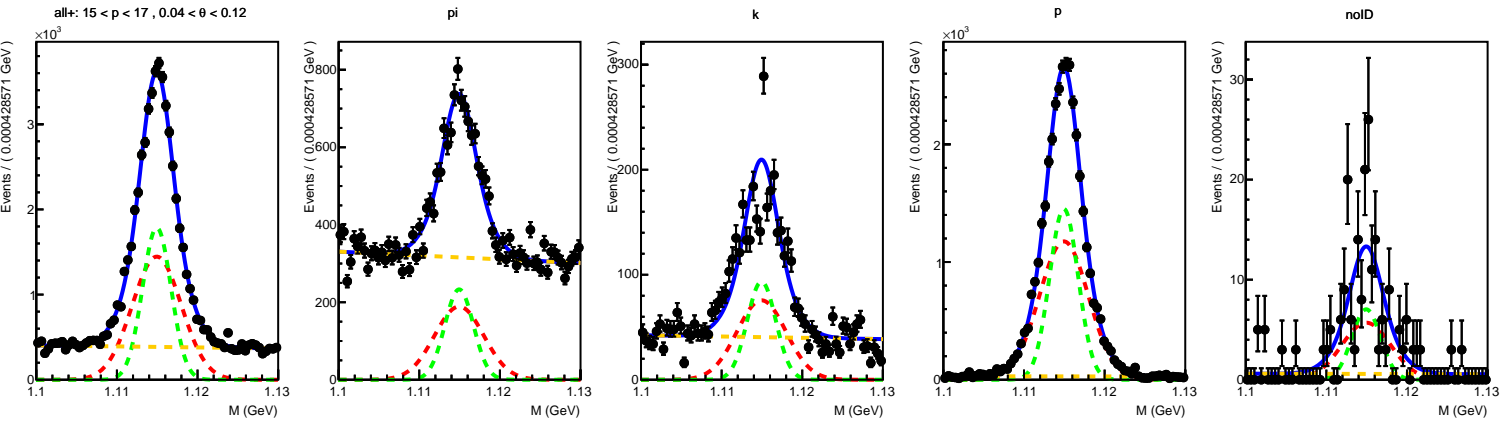 all+: 15 < p < 17 , 0.04 < θ < 0.12
×10³
Events / ( 0.000428571 GeV )
3
2
1
0
1.1 1.11 1.12 1.13
M (GeV)
pi
Events / ( 0.000428571 GeV )
800
600
400
200
0
1.1 1.11 1.12 1.13
M (GeV)
k
Events / ( 0.000428571 GeV )
300
200
100
0
1.1 1.11 1.12 1.13
M (GeV)
p
×10³
Events / ( 0.000428571 GeV )
2
1
0
1.1 1.11 1.12 1.13
M (GeV)
noID
Events / ( 0.000428571 GeV )
30
20
10
0
1.1 1.11 1.12 1.13
M (GeV)